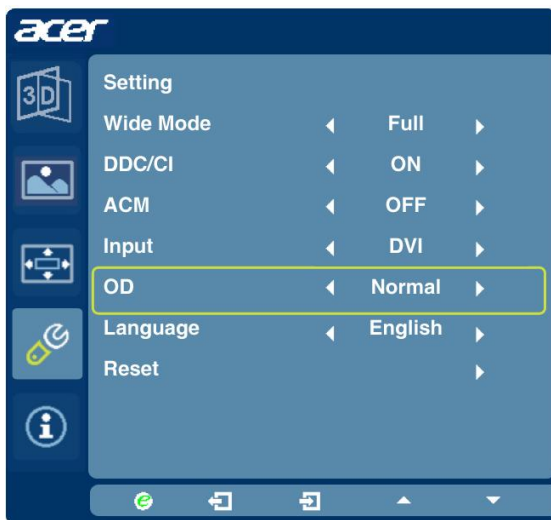 acer
3D
Setting
Wide Mode Full
DDC/CI ON
ACM OFF
Input DVI
OD Normal
Language English
Reset
i
e